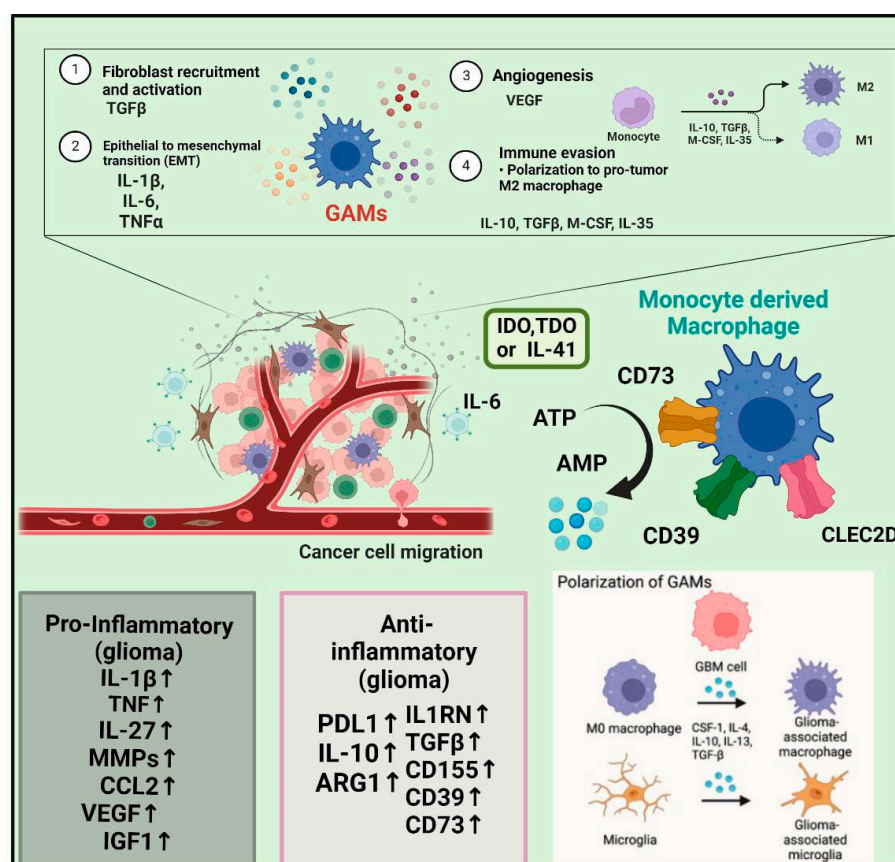 1
Fibroblast recruitment
and activation
TGFβ
2
Epithelial to mesenchymal
transition (EMT)
IL-1β,
IL-6,
TNFα
GAMs
3
Angiogenesis
VEGF
4
Immune evasion
• Polarization to pro-tumor
M2 macrophage
IL-10, TGFβ, M-CSF, IL-35
Monocyte
IL-10, TGFβ,
M-CSF, IL-35
M2
M1
IDO,TDO
or IL-41
IL-6
Cancer cell migration
Monocyte derived
Macrophage
CD73
ATP
AMP
CD39
CLEC2D
Pro-Inflammatory
(glioma)
IL-1β↑
TNF↑
IL-27↑
MMPs↑
CCL2↑
VEGF↑
IGF1↑
Anti-
inflammatory
(glioma)
PDL1↑
IL-10↑
ARG1↑
IL1RN↑
TGFβ↑
CD155↑
CD39↑
CD73↑
Polarization of GAMs
GBM cell
M0 macrophage
CSF-1, IL-4,
IL-10, IL-13,
TGF-β
Glioma-
associated
macrophage
Microglia
Glioma-
associated
microglia